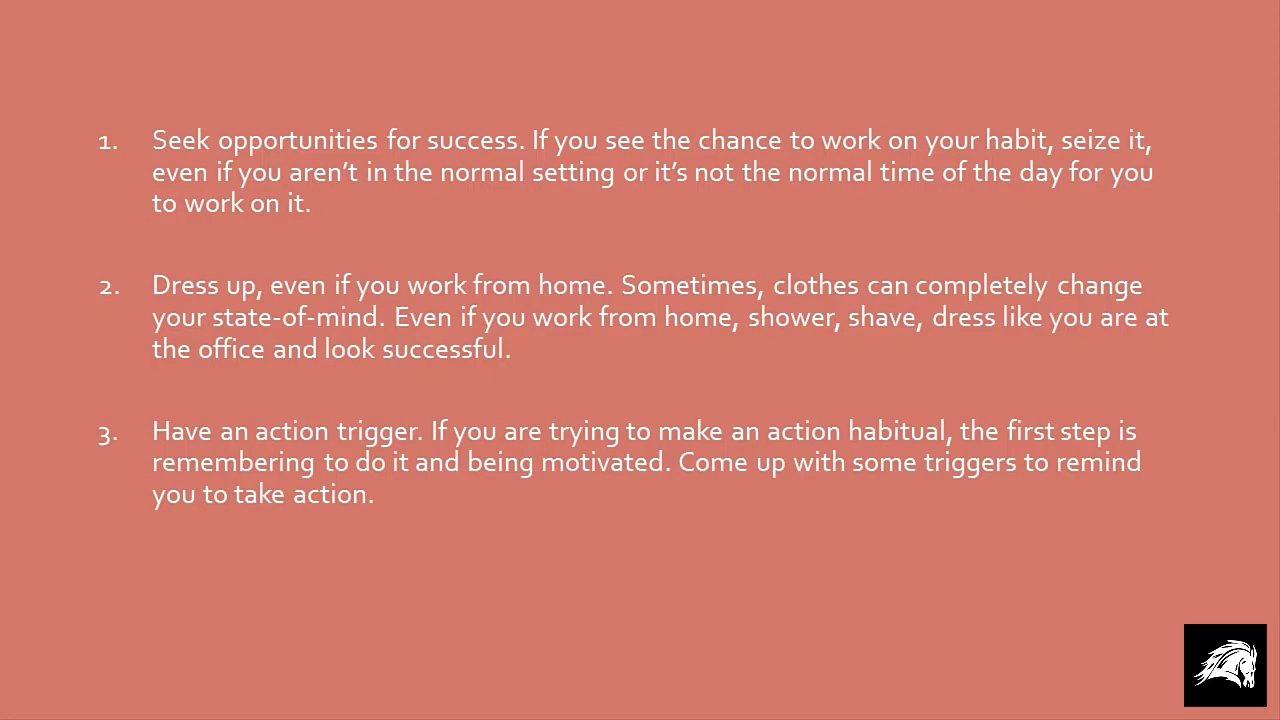 1. Seek opportunities for success. If you see the chance to work on your habit, seize it,
even if you aren’t in the normal setting or it’s not the normal time of the day for you
to work on it.
2. Dress up, even if you work from home. Sometimes, clothes can completely change
your state-of-mind. Even if you work from home, shower, shave, dress like you are at
the office and look successful.
3. Have an action trigger. If you are trying to make an action habitual, the first step is
remembering to do it and being motivated. Come up with some triggers to remind
you to take action.